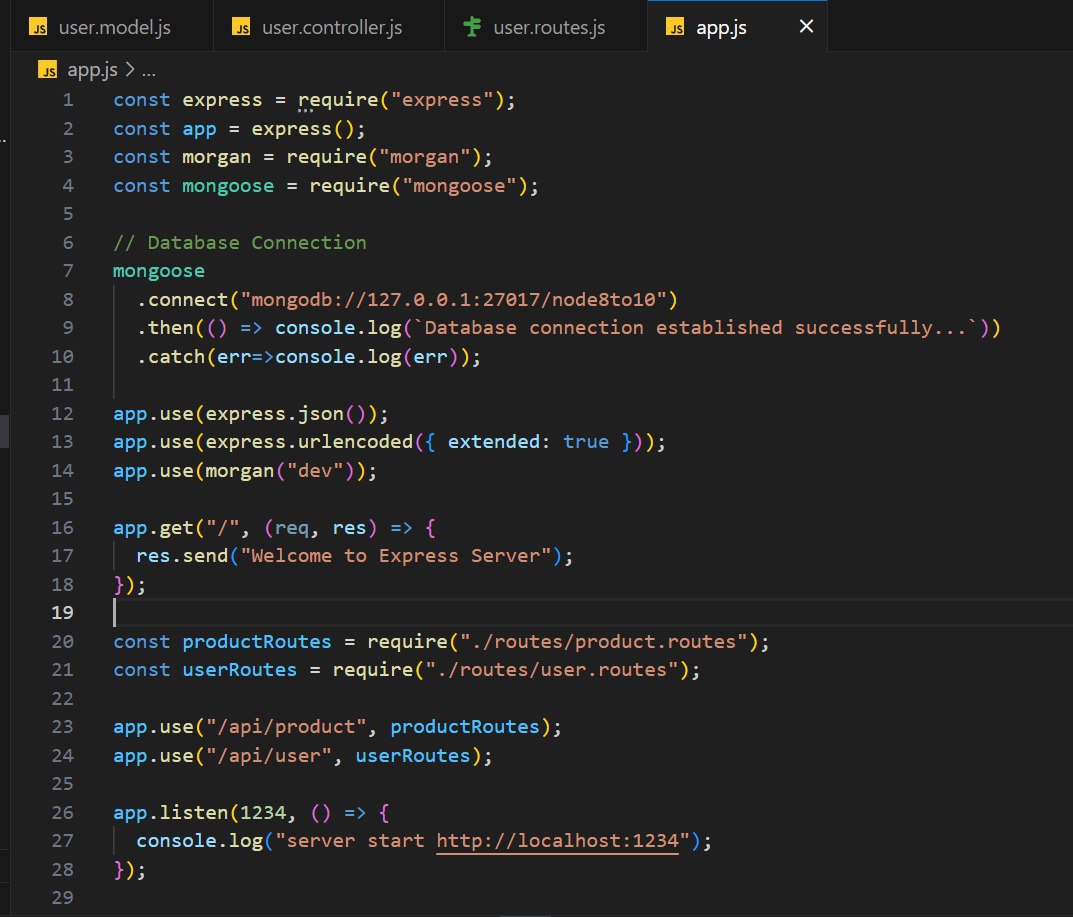 JS user.model.js JS user.controller.js user.routes.js JS app.js ×
JS app.js > ...
1 const express = require("express");
2 const app = express();
3 const morgan = require("morgan");
4 const mongoose = require("mongoose");
5
6 // Database Connection
7 mongoose
8   .connect("mongodb://127.0.0.1:27017/node8to10")
9   .then(() => console.log(`Database connection established successfully...`))
10   .catch(err=>console.log(err));
11
12 app.use(express.json());
13 app.use(express.urlencoded({ extended: true }));
14 app.use(morgan("dev"));
15
16 app.get("/", (req, res) => {
17   res.send("Welcome to Express Server");
18 });
19
20 const productRoutes = require("./routes/product.routes");
21 const userRoutes = require("./routes/user.routes");
22
23 app.use("/api/product", productRoutes);
24 app.use("/api/user", userRoutes);
25
26 app.listen(1234, () => {
27   console.log("server start http://localhost:1234");
28 });
29